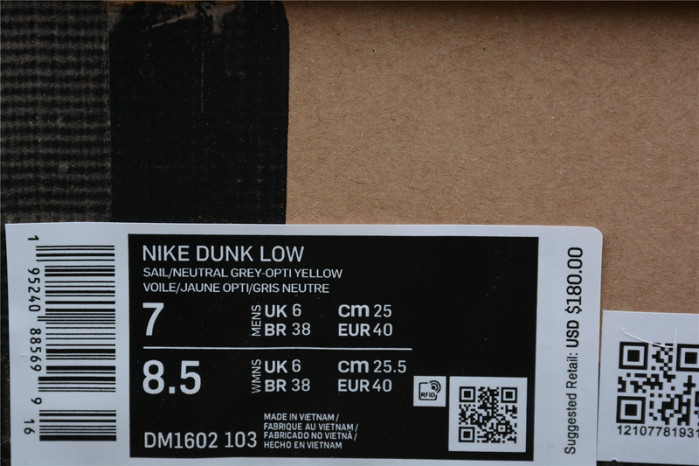 NIKE DUNK LOW
SAIL/NEUTRAL GREY-OPTI YELLOW
VOILE/JAUNE OPTI/GRIS NEUTRE
7 MENS UK 6 cm 25
BR 38 EUR 40
8.5 WMNS UK 6 cm 25.5
BR 38 EUR 40
RFID
DM1602 103
MADE IN VIETNAM /
FABRIQUE AU VIETNAM /
FABRICADO NO VIETNÃ /
HECHO EN VIETNAM
1 95240 88569 9 16
Suggested Retail: USD $180.00